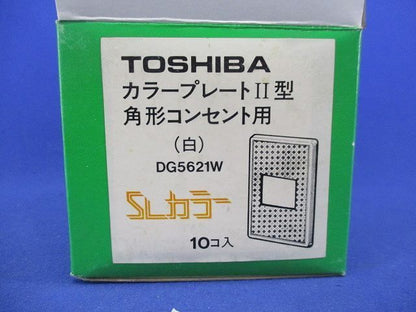 TOSHIBA
カラープレートII型
角形コンセント用
(白)
DG5621W
SLカラー
10コ入